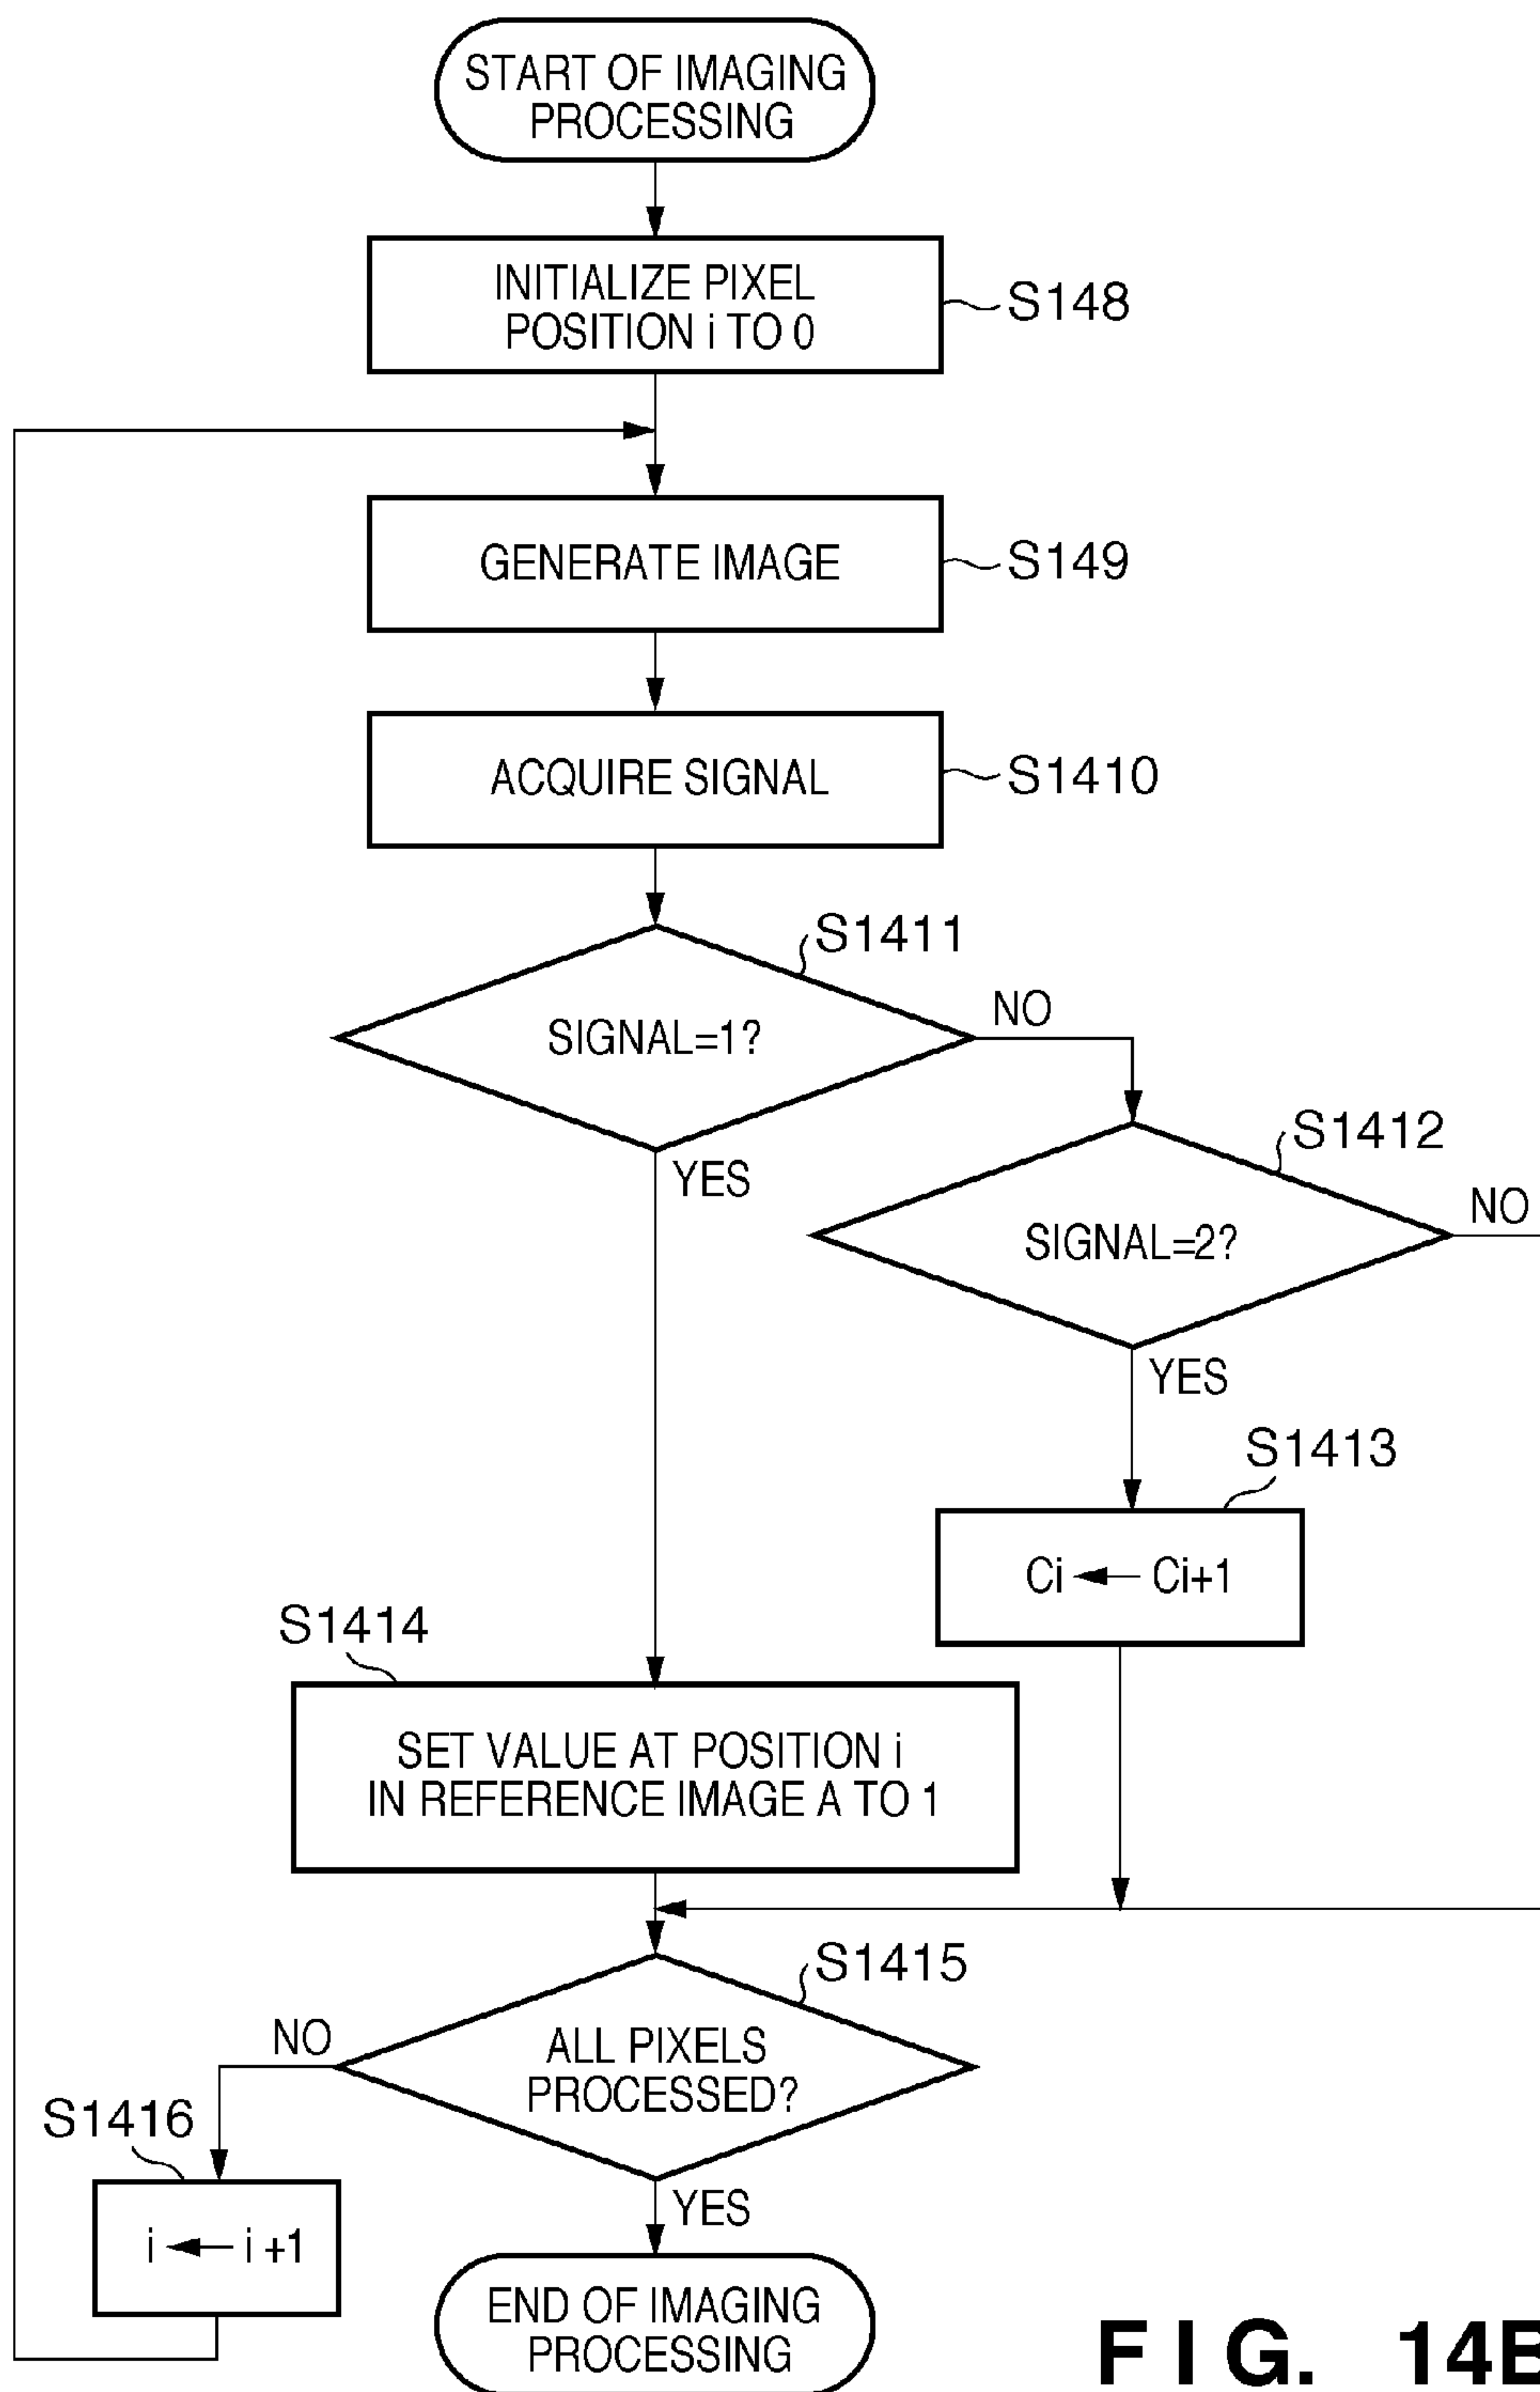 START OF IMAGING
PROCESSING
INITIALIZE PIXEL
POSITION i TO 0
S148
GENERATE IMAGE
S149
ACQUIRE SIGNAL
S1410
S1411
SIGNAL=1?
NO
YES
S1412
SIGNAL=2?
NO
YES
S1413
Ci ← Ci+1
S1414
SET VALUE AT POSITION i
IN REFERENCE IMAGE A TO 1
S1415
ALL PIXELS
PROCESSED?
NO
YES
S1416
i ← i +1
END OF IMAGING
PROCESSING
FIG. 14B